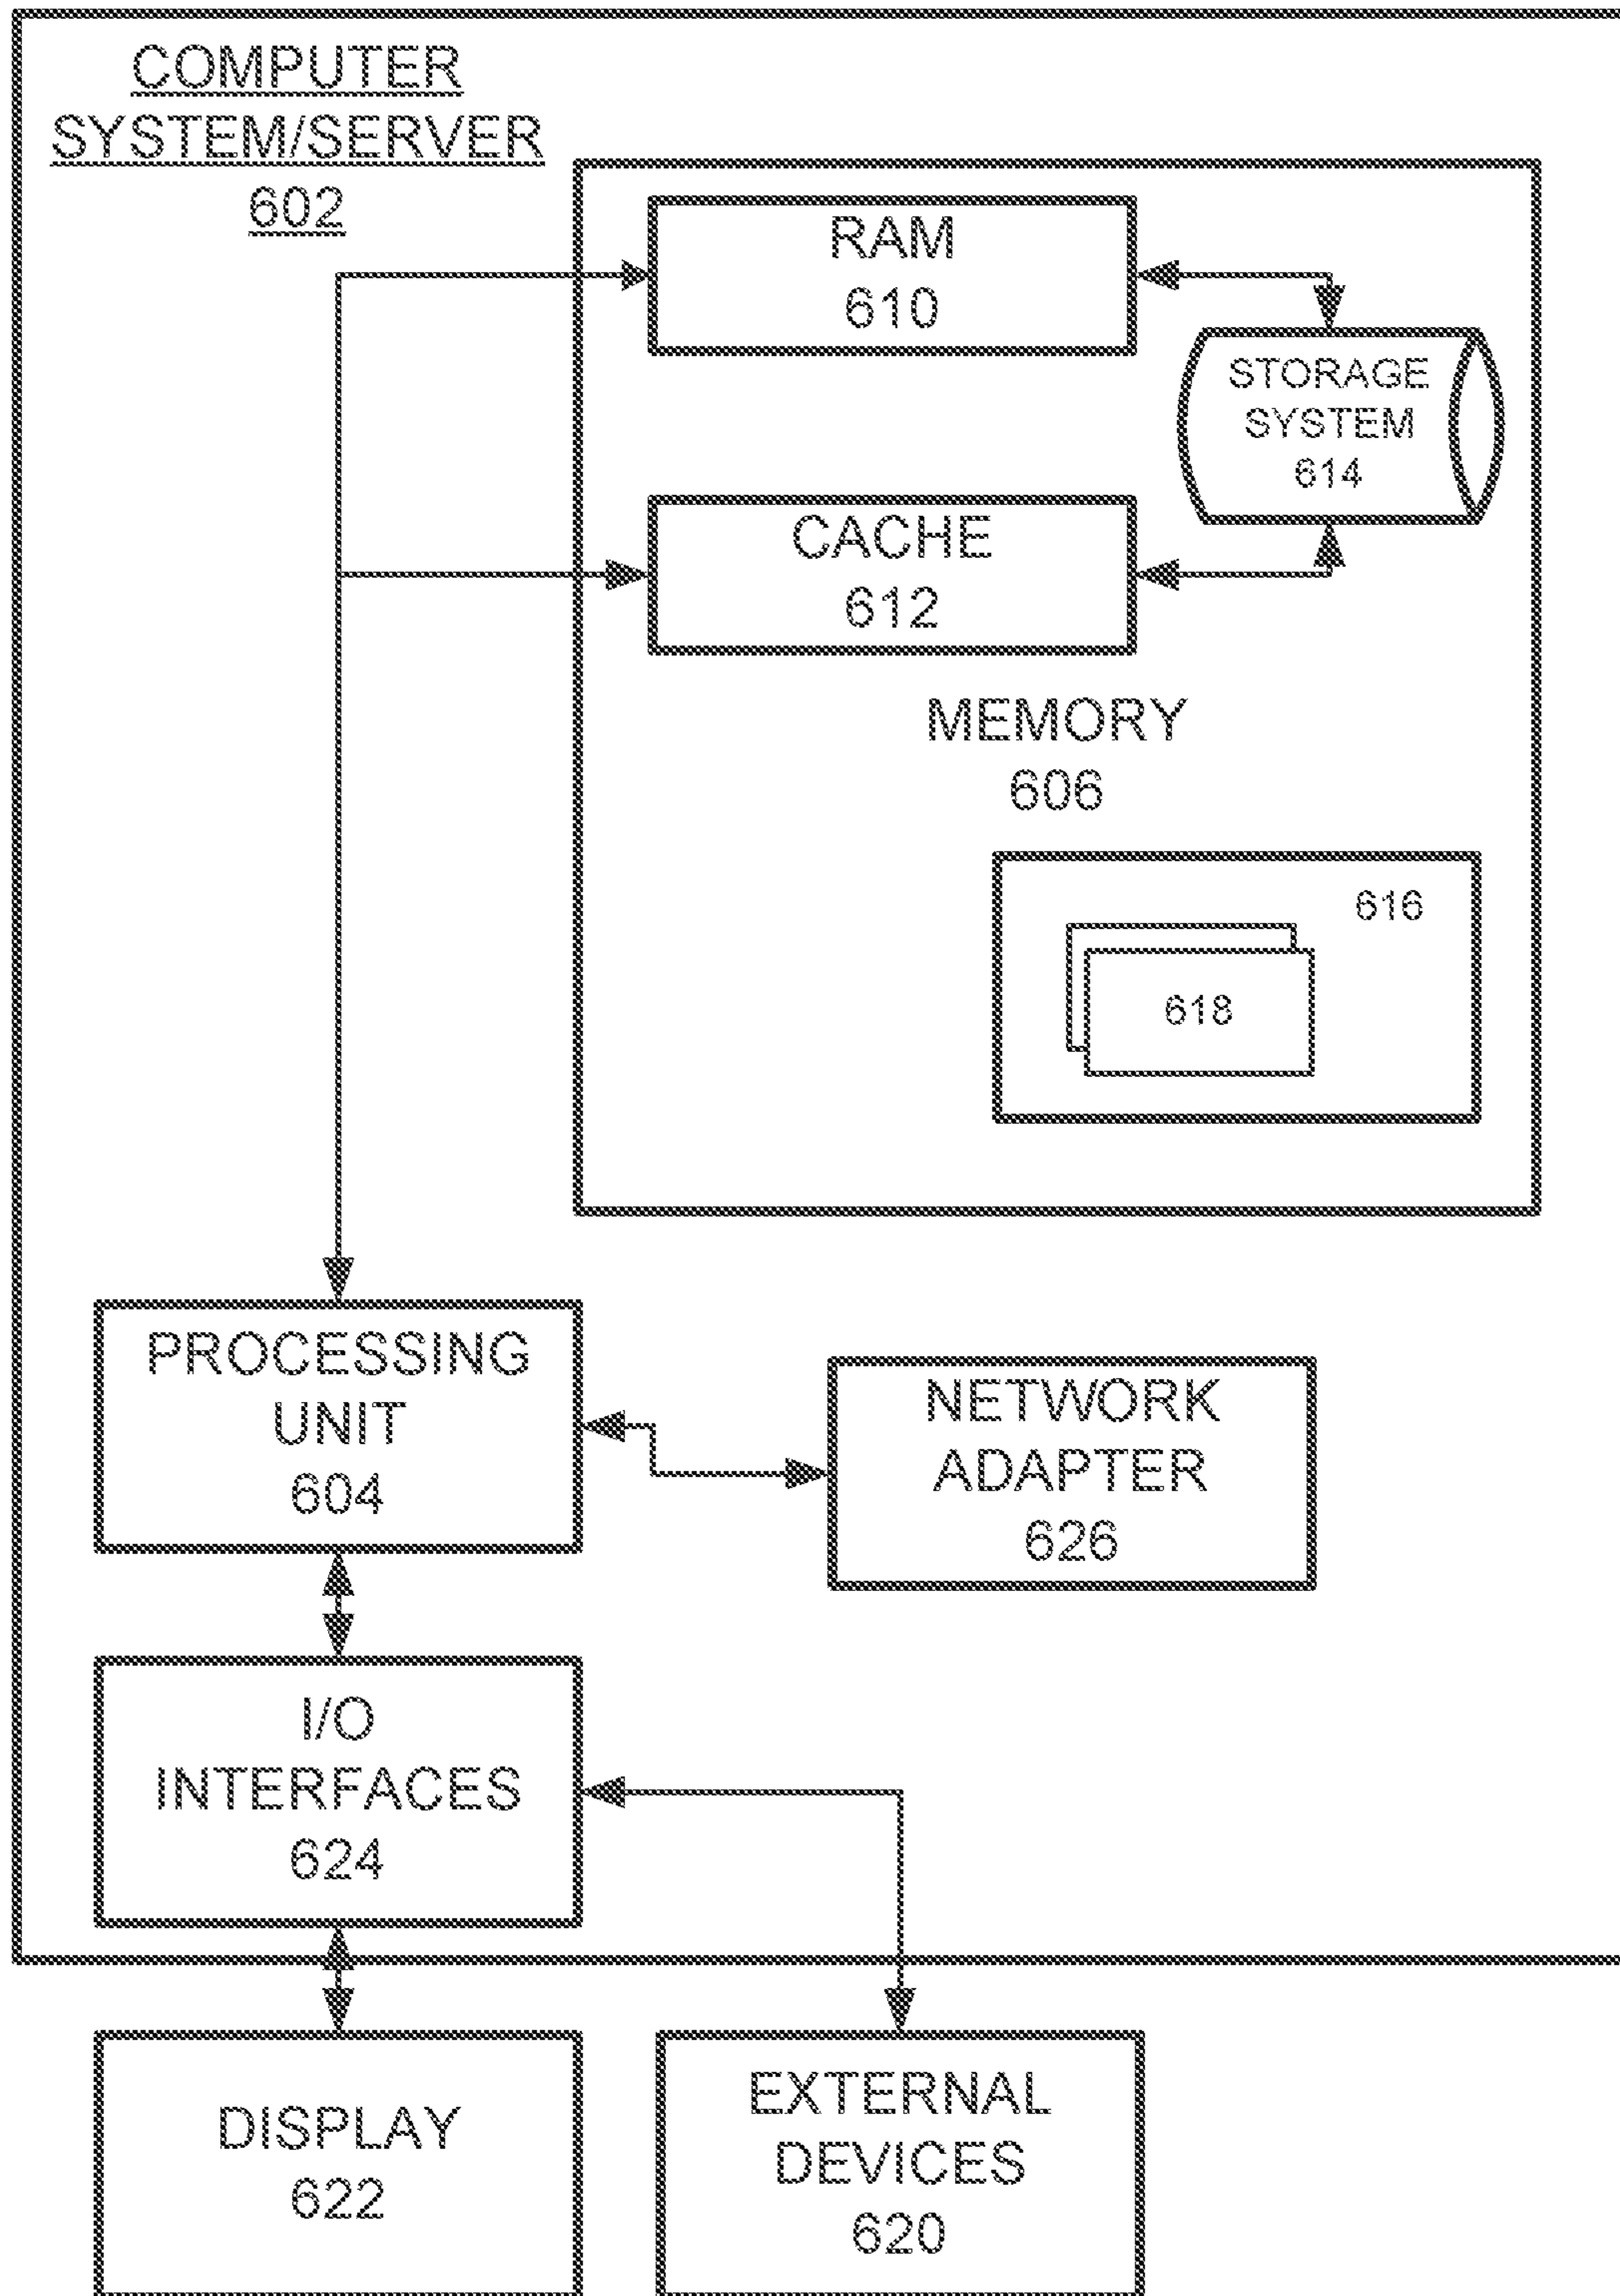 COMPUTER
SYSTEM/SERVER
602
RAM
610
STORAGE
SYSTEM
614
CACHE
612
MEMORY
606
616
618
PROCESSING
UNIT
604
NETWORK
ADAPTER
626
I/O
INTERFACES
624
DISPLAY
622
EXTERNAL
DEVICES
620